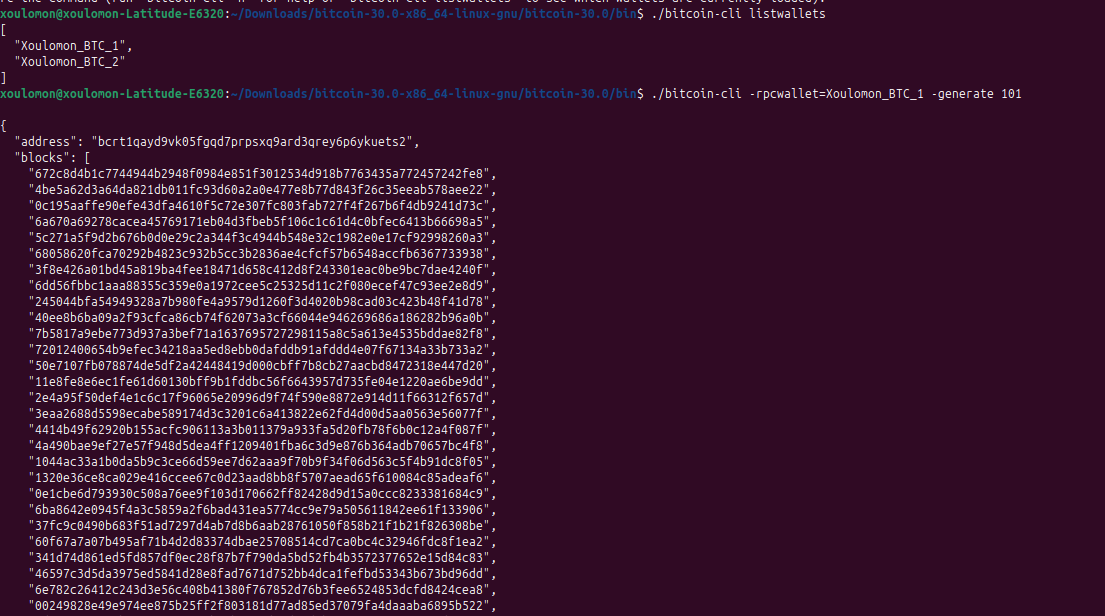 xoulomon@xoulomon-Latitude-E6320:~/Downloads/bitcoin-30.0-x86_64-linux-gnu/bitcoin-30.0/bin$ ./bitcoin-cli listwallets
[
  "Xoulomon_BTC_1",
  "Xoulomon_BTC_2"
]
xoulomon@xoulomon-Latitude-E6320:~/Downloads/bitcoin-30.0-x86_64-linux-gnu/bitcoin-30.0/bin$ ./bitcoin-cli -rpcwallet=Xoulomon_BTC_1 -generate 101
{
  "address": "bcrt1qayd9vk05fgqd7prpsxq9ard3qrey6p6ykuets2",
  "blocks": [
    "672c8d4b1c7744944b2948f0984e851f3012534d918b7763435a772457242fe8",
    "4be5a62d3a64da821db011fc93d60a2a0e477e8b77d843f26c35eeab578aee22",
    "0c195aaffe90efe43dfa4610f5c72e307fc803fab727f4f267b6f4db9241d73c",
    "6a670a69278cacea45769171eb04d3fbeb5f106c1c61d4c0bfec6413b66698a5",
    "5c271a5f9d2b676b0d0e29c2a344f3c4944b548e32c1982e0e17cf92998260a3",
    "68058620fca70292b4823c932b5cc3b2836ae4cfcf57b6548accfb6367733938",
    "3f8e426a01bd45a819ba4fee18471d658c412d8f243301eac0be9bc7dae4240f",
    "6dd56fbbc1aaa88355c359e0a1972cee5c25325d11c2f080ecef47c93ee2e8d9",
    "245044bfa54949328a7b980fe4a9579d1260f3d4020b98cad03c423b48f41d78",
    "40ee8b6ba09a2f93cfca86cb74f62073a3cf66044e946269686a186282b96a0b",
    "7b5817a9ebe773d937a3bef71a1637695727298115a8c5a613e4535bddae82f8",
    "72012400654b9efec34218aa5ed8ebb0dafddb91afddd4e07f67134a33b733a2",
    "50e7107fb078874de5df2a42448419d000cbff7b8cb27aacbd8472318e447d20",
    "11e8fe8e6ec1fe61d60130bff9b1fddbc56f6643957d735fe04e1220ae6be9dd",
    "2e4a95f50def4e1c6c17f96065e20996d9f74f590e8872e914d11f66312f657d",
    "3eaa2688d5598ecabe589174d3c3201c6a413822e62fd4d00d5aa0563e56077f",
    "4414b49f62920b155acfc906113a3b011379a933fa5d20fb78f6b0c12a4f087f",
    "4a490bae9ef27e57f948d5dea4ff1209401fba6c3d9e876b364adb70657bc4f8",
    "1044ac33a1b0da5b9c3ce66d59ee7d62aaa9f70b9f34f06d563c5f4b91dc8f05",
    "1320e36ce8ca029e416ccee67c0d23aad8bb8f5707aead65f610084c85adeaf6",
    "0e1cbe6d793930c508a76ee9f103d170662ff82428d9d15a0ccc8233381684c9",
    "6ba8642e0945f4a3c5859a2f6bad431ea5774cc9e79a505611842ee61f133906",
    "37fc9c0490b683f51ad7297d4ab7d8b6aab28761050f858b21f1b21f826308be",
    "60f67a7a07b495af71b4d2d83374dbae25708514cd7ca0bc4c32946fdc8f1ea2",
    "341d74d861ed5fd857df0ec28f87b7f790da5bd52fb4b3572377652e15d84c83",
    "46597c3d5da3975ed5841d28e8fad7671d752bb4dca1fefbd53343b673bd96dd",
    "6e782c26412c243d3e56c408b41380f767852d76b3fee6524853dcfd8424cea8",
    "00249828e49e974ee875b25ff2f803181d77ad85ed37079fa4daaaba6895b522",